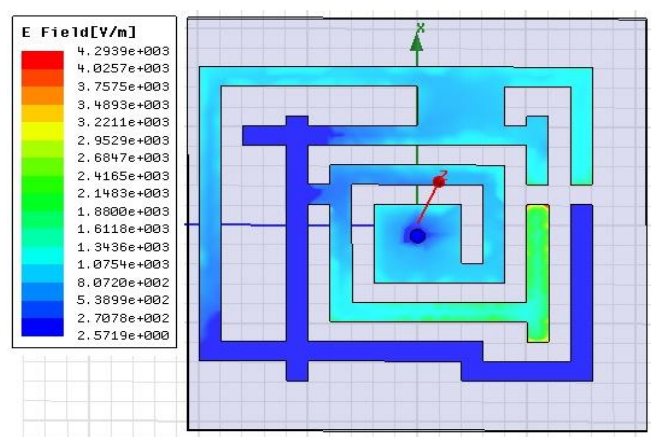 E Field[V/m]
4.2939e+003
4.0257e+003
3.7575e+003
3.4893e+003
3.2211e+003
2.9529e+003
2.6847e+003
2.4165e+003
2.1483e+003
1.8800e+003
1.6118e+003
1.3436e+003
1.0754e+003
8.0720e+002
5.3899e+002
2.7078e+002
2.5719e+000
X
Z